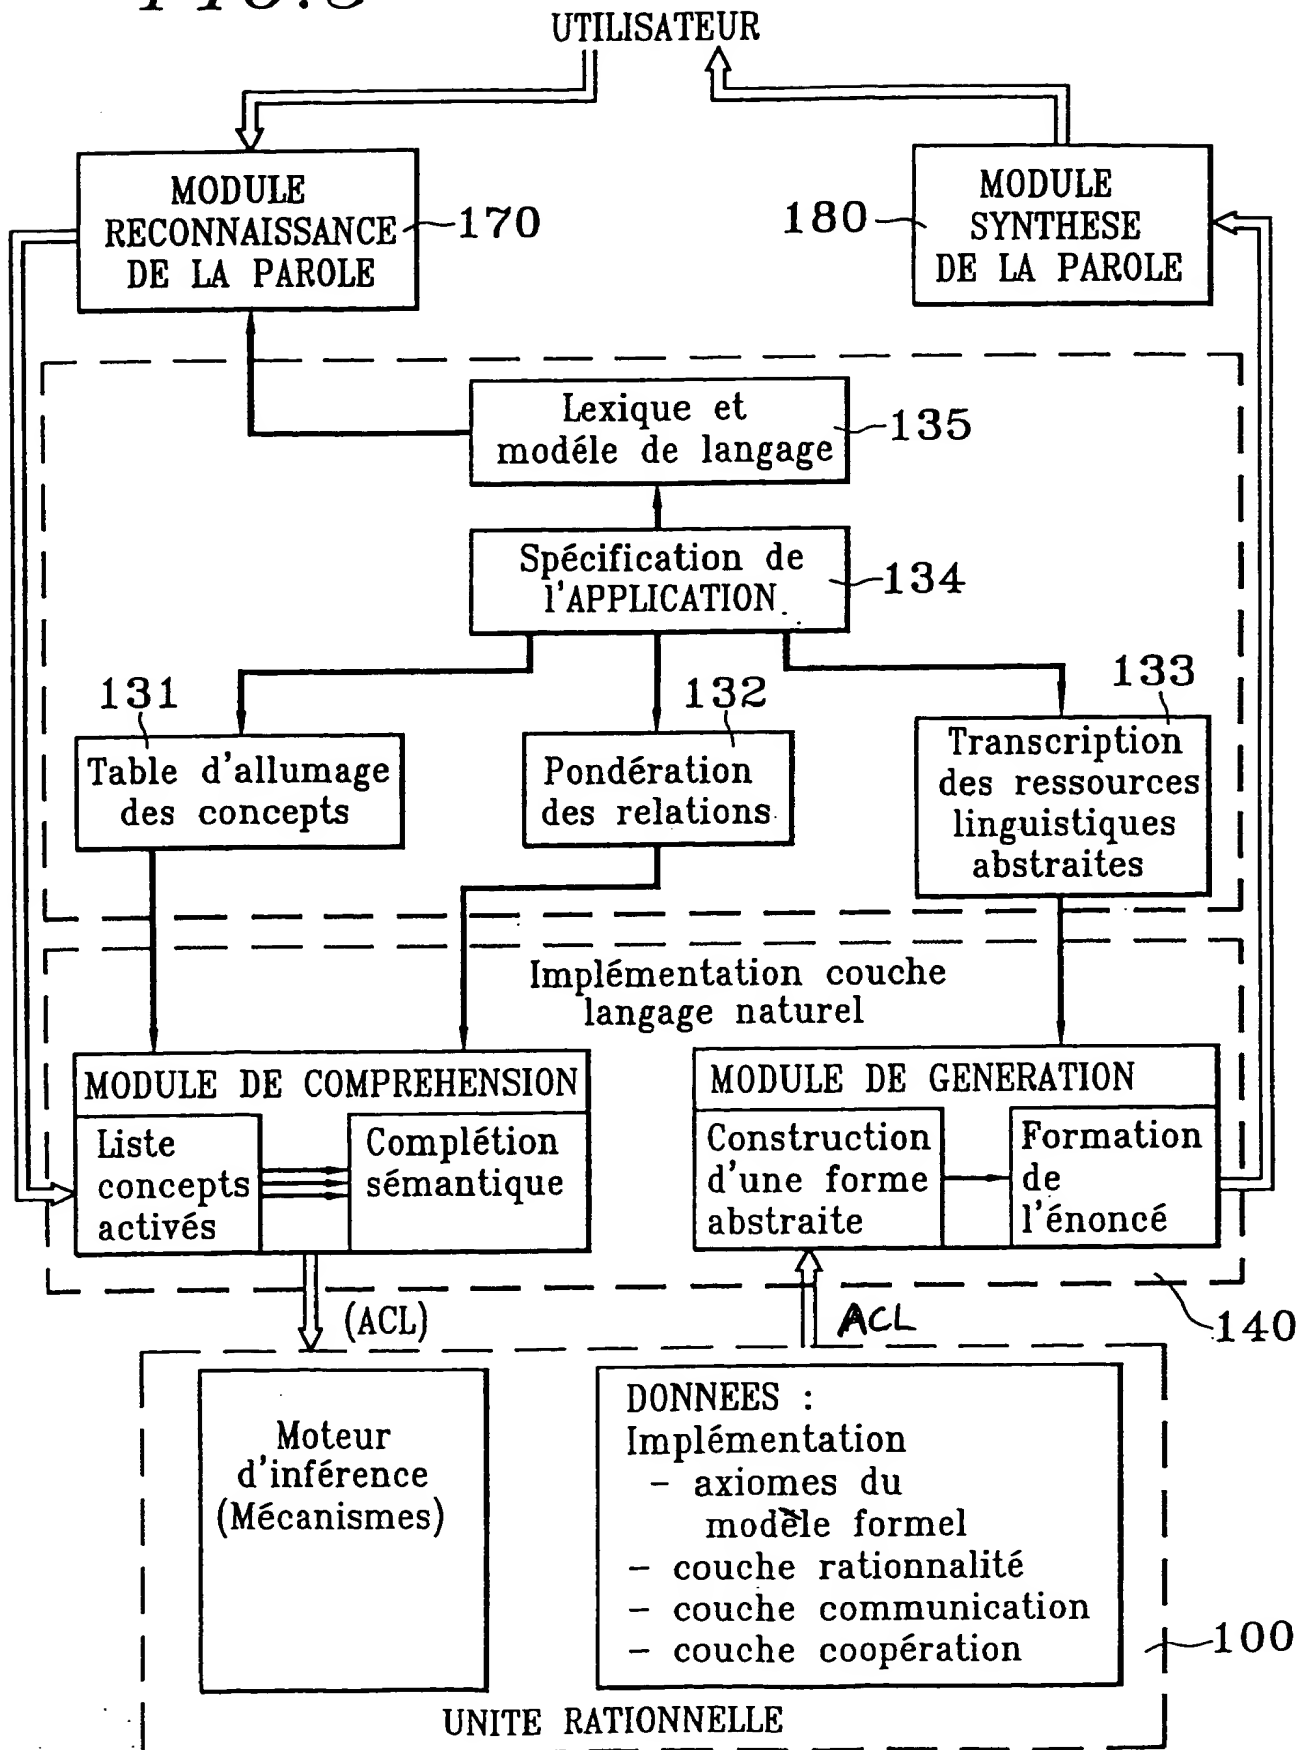 UTILISATEUR
MODULE
RECONNAISSANCE
DE LA PAROLE
170
180
MODULE
SYNTHESE
DE LA PAROLE
Lexique et
modéle de langage
135
Spécification de
l'APPLICATION
134
131
132
133
Table d'allumage
des concepts
Pondération
des relations
Transcription
des ressources
linguistiques
abstraites
Implémentation couche
langage naturel
MODULE DE COMPREHENSION
Liste
concepts
activés
Complétion
sémantique
MODULE DE GENERATION
Construction
d'une forme
abstraite
Formation
de
l'énoncé
140
(ACL)
ACL
Moteur
d'inférence
(Mécanismes)
DONNEES :
Implémentation
- axiomes du
modèle formel
- couche rationnalité
- couche communication
- couche coopération
100
UNITE RATIONNELLE